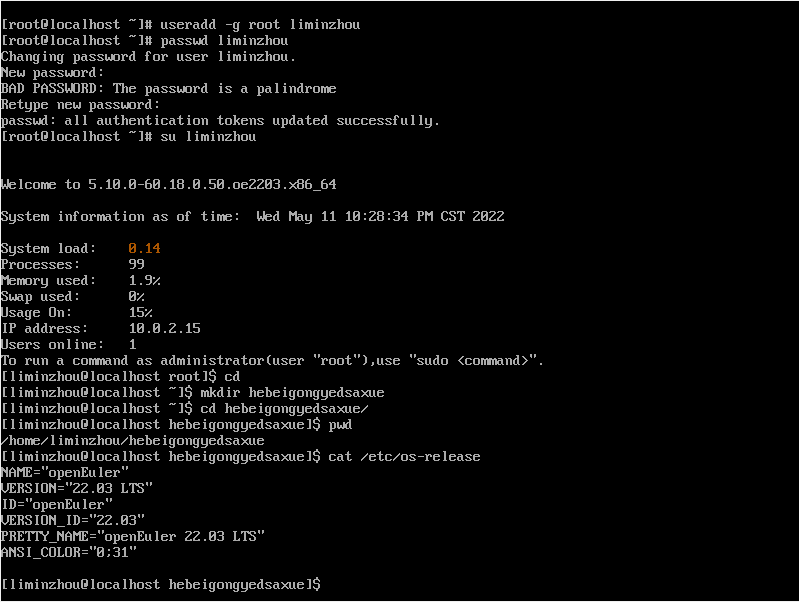 [root@localhost ~]# useradd -g root liminzhou
[root@localhost ~]# passwd liminzhou
Changing password for user liminzhou.
New password:
BAD PASSWORD: The password is a palindrome
Retype new password:
passwd: all authentication tokens updated successfully.
[root@localhost ~]# su liminzhou
Welcome to 5.10.0-60.18.0.50.oe2203.x86_64
System information as of time:  Wed May 11 10:28:34 PM CST 2022
System load:    0.14
Processes:      99
Memory used:    1.9%
Swap used:      0%
Usage On:       15%
IP address:     10.0.2.15
Users online:   1
To run a command as administrator(user "root"),use "sudo <command>".
[liminzhou@localhost root]$ cd
[liminzhou@localhost ~]$ mkdir hebeigongyedsaxue
[liminzhou@localhost ~]$ cd hebeigongyedsaxue/
[liminzhou@localhost hebeigongyedsaxue]$ pwd
/home/liminzhou/hebeigongyedsaxue
[liminzhou@localhost hebeigongyedsaxue]$ cat /etc/os-release
NAME="openEuler"
VERSION="22.03 LTS"
ID="openEuler"
VERSION_ID="22.03"
PRETTY_NAME="openEuler 22.03 LTS"
ANSI_COLOR="0;31"
[liminzhou@localhost hebeigongyedsaxue]$